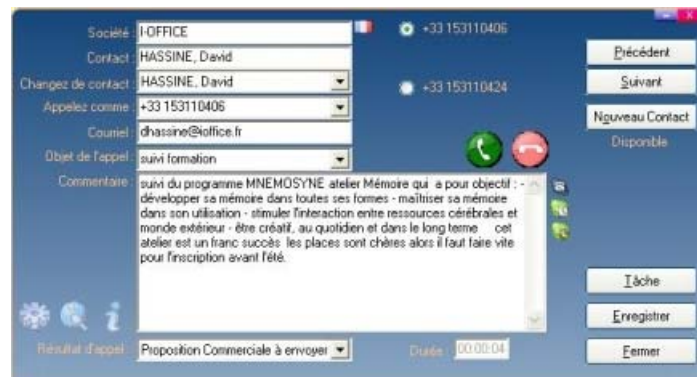 Société : I-OFFICE
+33 153110406
Contact : HASSINE, David
Précédent
Changez de contact : HASSINE, David
+33 153110424
Suivant
Appelez comme : +33 153110406
Nouveau Contact
Courriel : dhassine@ioffice.fr
Disponible
Objet de l'appel : suivi formation
Commentaire : suivi du programme MNEMOSYNE atelier Mémoire qui a pour objectif : -
développer sa mémoire dans toutes ses formes - maîtriser sa mémoire
dans son utilisation - stimuler l'interaction entre ressources cérébrales et
monde extérieur - être créatif, au quotidien et dans le long terme cet
atelier est un franc succès les places sont chères alors il faut faire vite
pour l'inscription avant l'été.
Tâche
Enregistrer
Résultat d'appel : Proposition Commerciale à envoyer
Durée : 00:00:04
Fermer